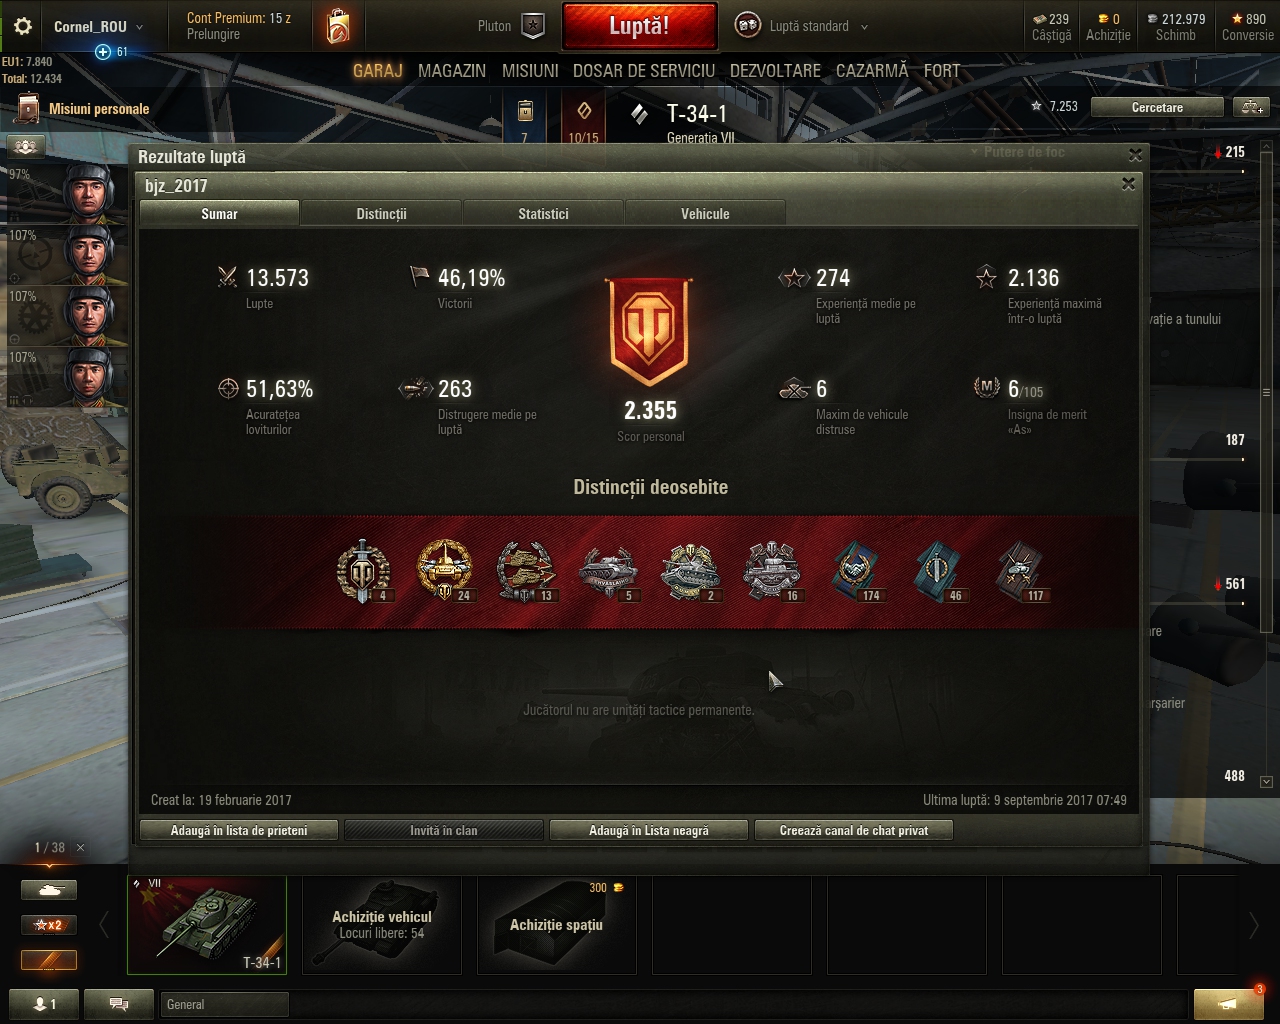 Cornel_ROU
61
Cont Premium: 15 z
Prelungire
Pluton
Luptă!
Luptă standard
239
Câștigă
0
Achiziție
212.979
Schimb
890
Conversie
EU1: 7.840
Total: 12.434
GARAJ MAGAZIN MISIUNI DOSAR DE SERVICIU DEZVOLTARE CAZARMĂ FORT
Misiuni personale
7
10/15
T-34-1
Generația VII
7.253
Cercetare
Rezultate luptă
Putere de foc
215
bjz_2017
Sumar
Distincții
Statistici
Vehicule
97%
107%
107%
107%
13.573
Lupte
46,19%
Victorii
274
Experiență medie pe
luptă
2.136
Experiență maximă
într-o luptă
51,63%
Acuratețea
loviturilor
263
Distrugere medie pe
luptă
2.355
Scor personal
6
Maxim de vehicule
distruse
6/105
Insigna de merit
«As»
vație a tunului
187
561
are
arșarier
488
Distincții deosebite
4
24
13
5
2
16
174
46
117
Jucătorul nu are unități tactice permanente.
Creat la: 19 februarie 2017
Ultima luptă: 9 septembrie 2017 07:49
Adaugă în lista de prieteni
Invită în clan
Adaugă în Lista neagră
Creează canal de chat privat
1 / 38
x2
VII
T-34-1
Achiziție vehicul
Locuri libere: 54
300
Achiziție spațiu
1
General
3